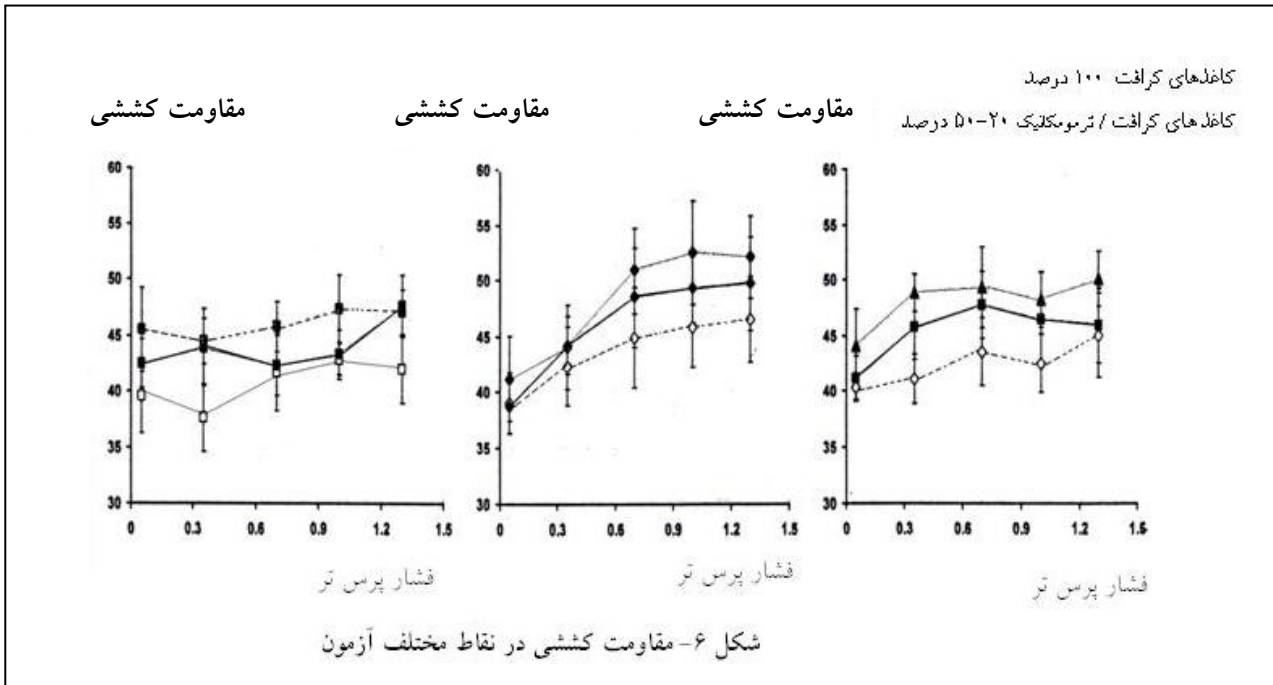 کاغذهای کرافت ۱۰۰ درصد
کاغذهای کرافت / ترمومکانیک ۲۰-۵۰ درصد
مقاومت کششی
مقاومت کششی
مقاومت کششی
60
55
50
45
40
35
30
0 0.3 0.6 0.9 1.2 1.5
فشار پرس تر
60
55
50
45
40
35
30
0 0.3 0.6 0.9 1.2 1.5
فشار پرس تر
60
55
50
45
40
35
30
0 0.3 0.6 0.9 1.2 1.5
فشار پرس تر
شکل ۶- مقاومت کششی در نقاط مختلف آزمون